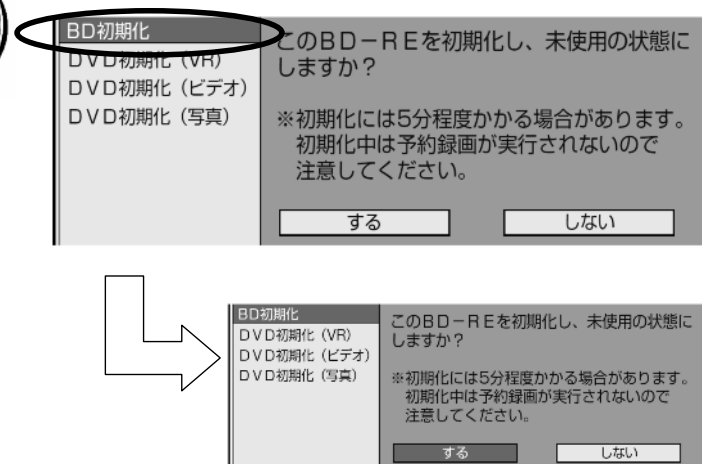 BD初期化
DVD初期化（VR）
DVD初期化（ビデオ）
DVD初期化（写真）
このBD－REを初期化し、未使用の状態に
しますか？
※初期化には5分程度かかる場合があります。
初期化中は予約録画が実行されないので
注意してください。
する
しない
BD初期化
DVD初期化（VR）
DVD初期化（ビデオ）
DVD初期化（写真）
このBD－REを初期化し、未使用の状態に
しますか？
※初期化には5分程度かかる場合があります。
初期化中は予約録画が実行されないので
注意してください。
する
しない